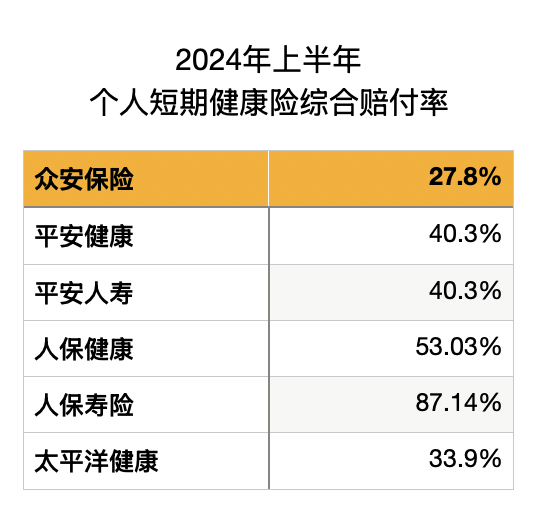 2024年上半年
个人短期健康险综合赔付率
众安保险 27.8%
平安健康 40.3%
平安人寿 40.3%
人保健康 53.03%
人保寿险 87.14%
太平洋健康 33.9%